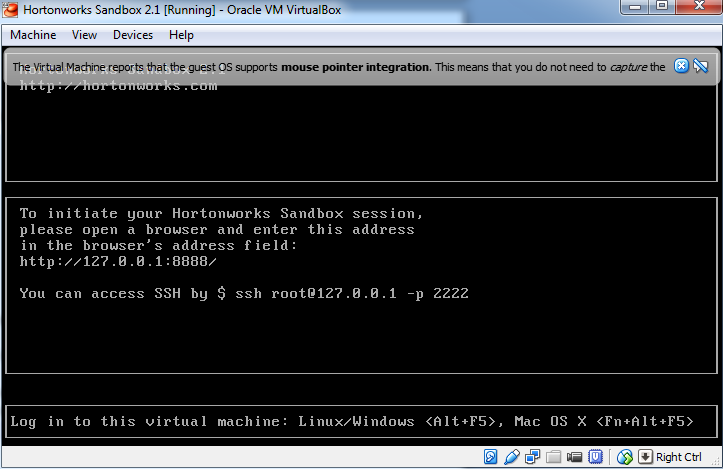 Hortonworks Sandbox 2.1 [Running] - Oracle VM VirtualBox
Machine View Devices Help
The Virtual Machine reports that the guest OS supports mouse pointer integration. This means that you do not need to capture the
Hortonworks Sandbox 2.1
http://hortonworks.com
To initiate your Hortonworks Sandbox session,
please open a browser and enter this address
in the browser's address field:
http://127.0.0.1:8888/
You can access SSH by $ ssh root@127.0.0.1 -p 2222
Log in to this virtual machine: Linux/Windows <Alt+F5>, Mac OS X <Fn+Alt+F5>
Right Ctrl